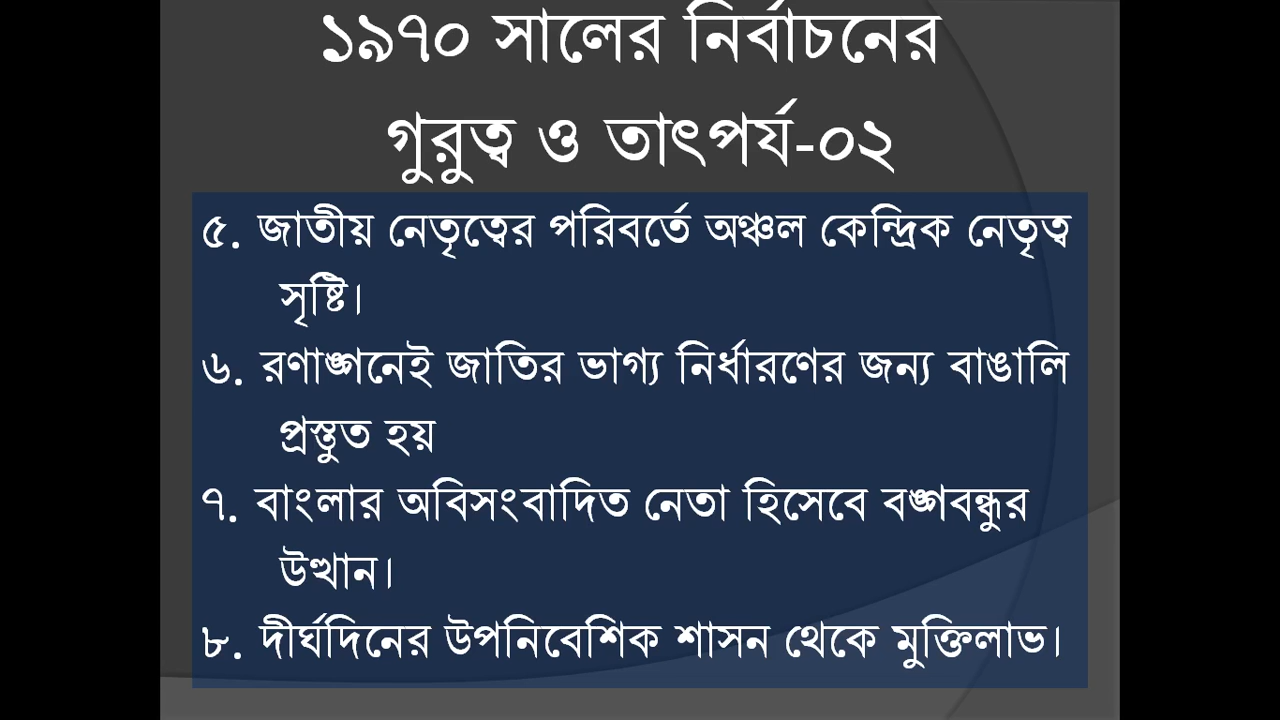 ১৯৭০ সালের নির্বাচনের
গুরুত্ব ও তাৎপর্য-০২
৫. জাতীয় নেতৃত্বের পরিবর্তে অঞ্চল কেন্দ্রিক নেতৃত্ব
সৃষ্টি।
৬. রণাঙ্গনেই জাতির ভাগ্য নির্ধারণের জন্য বাঙালি
প্রস্তুত হয়
৭. বাংলার অবিসংবাদিত নেতা হিসেবে বঙ্গবন্ধুর
উত্থান।
৮. দীর্ঘদিনের উপনিবেশিক শাসন থেকে মুক্তিলাভ।